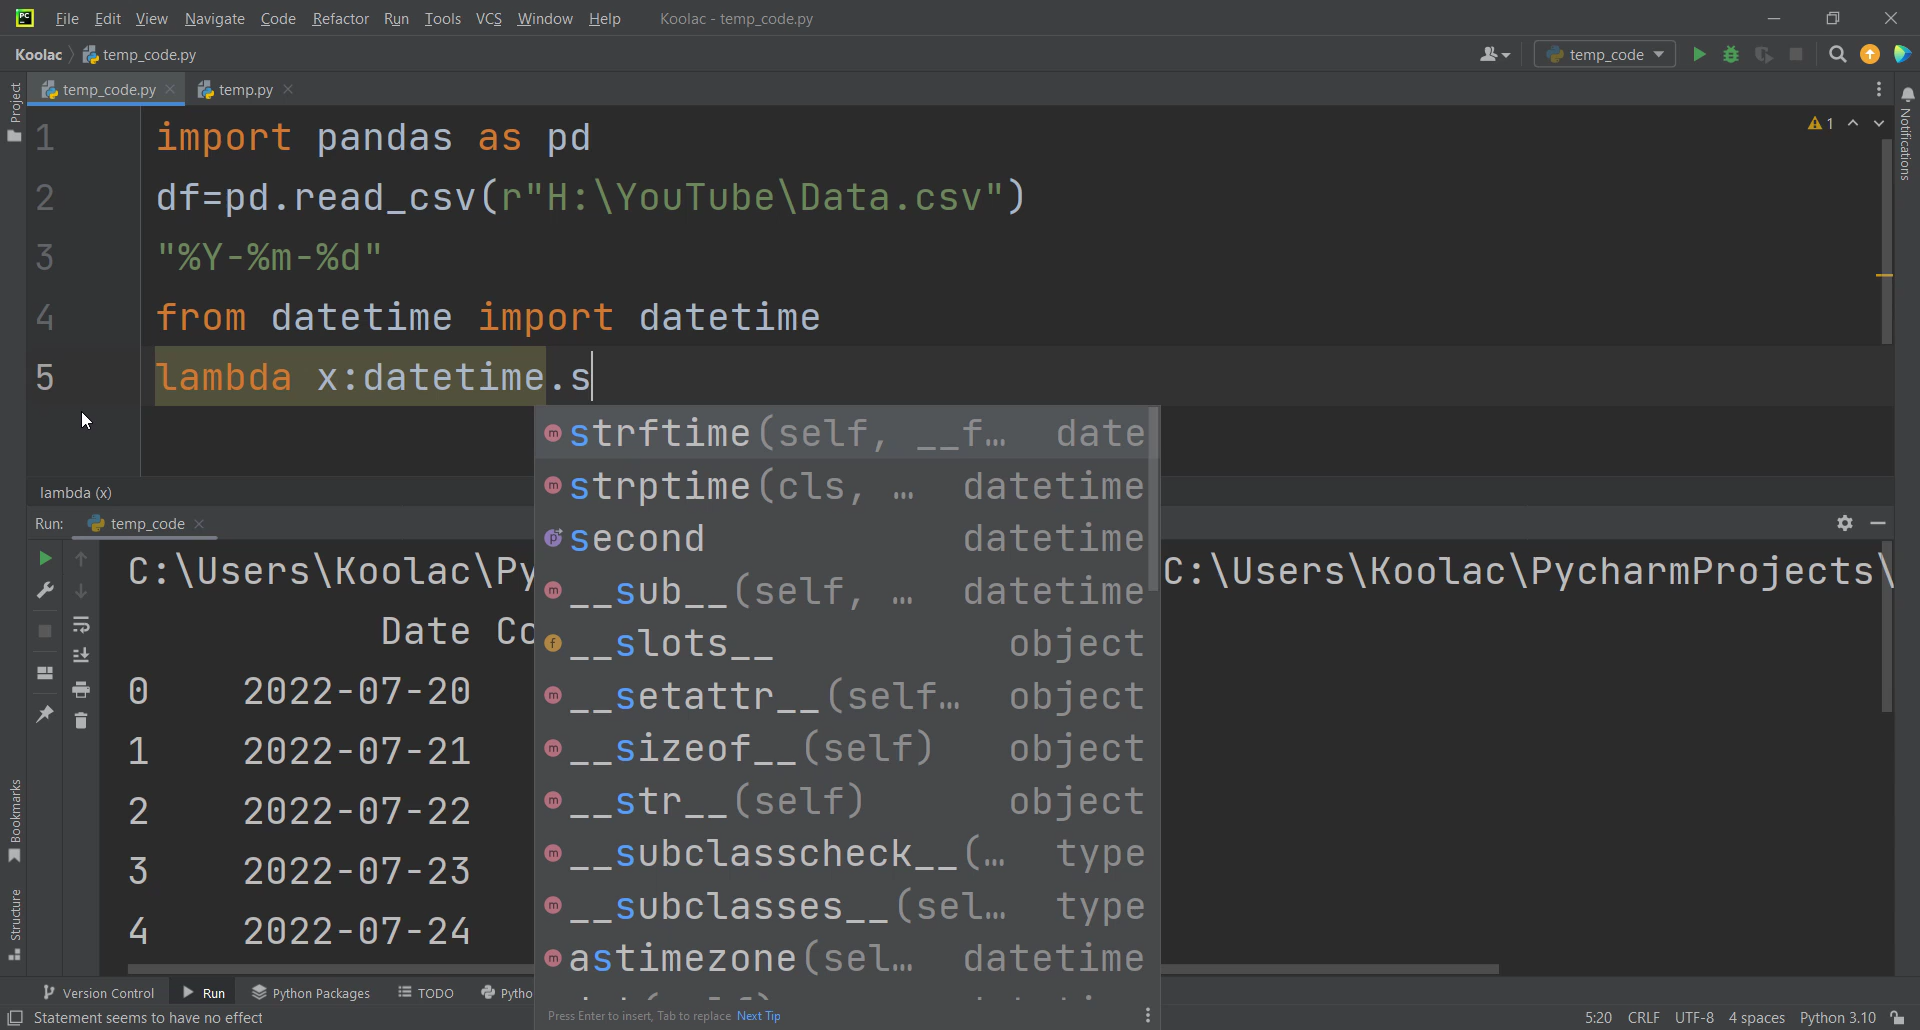 PC File Edit View Navigate Code Refactor Run Tools VCS Window Help Koolac - temp_code.py
Koolac temp_code.py temp_code
temp_code.py temp.py
Project
Notifications
1
1 import pandas as pd
2 df=pd.read_csv(r"H:\YouTube\Data.csv")
3 "%Y-%m-%d"
4 from datetime import datetime
5 lambda x:datetime.s
strftime(self, __f… date
strptime(cls, … datetime
second datetime
__sub__(self, … datetime
__slots__ object
__setattr__(self… object
__sizeof__(self) object
__str__(self) object
__subclasscheck__(… type
__subclasses__(sel… type
astimezone(sel… datetime
Press Enter to insert, Tab to replace Next Tip
lambda (x)
Run: temp_code
C:\Users\Koolac\Py C:\Users\Koolac\PycharmProjects\
Date Co
0 2022-07-20
1 2022-07-21
2 2022-07-22
3 2022-07-23
4 2022-07-24
Bookmarks
Structure
Version Control Run Python Packages TODO Pytho
Statement seems to have no effect 5:20 CRLF UTF-8 4 spaces Python 3.10